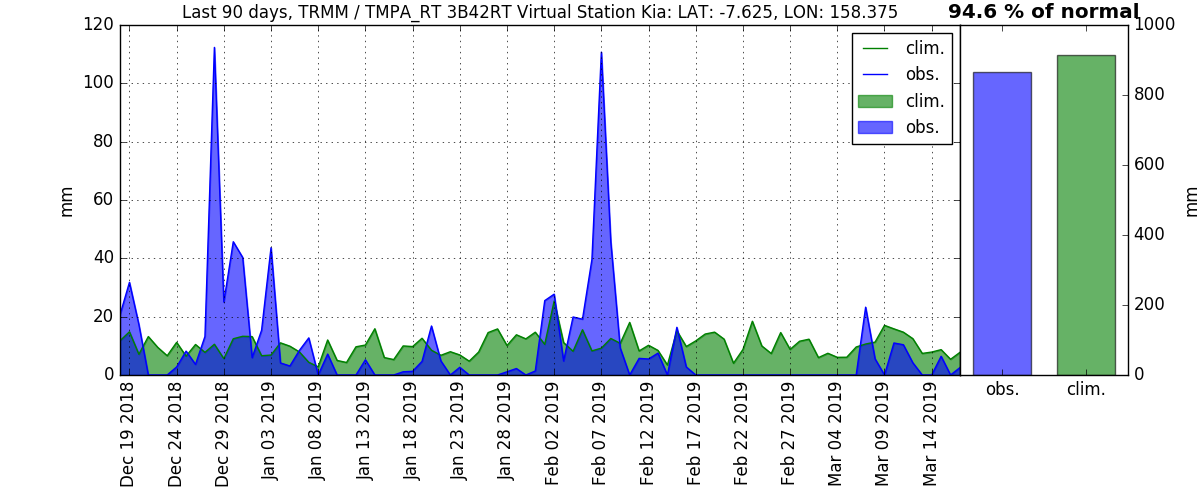 Last 90 days, TRMM / TMPA_RT 3B42RT Virtual Station Kia: LAT: -7.625, LON: 158.375
94.6 % of normal
120
100
80
60
40
20
0
mm
clim.
obs.
clim.
obs.
Dec 19 2018
Dec 24 2018
Dec 29 2018
Jan 03 2019
Jan 08 2019
Jan 13 2019
Jan 18 2019
Jan 23 2019
Jan 28 2019
Feb 02 2019
Feb 07 2019
Feb 12 2019
Feb 17 2019
Feb 22 2019
Feb 27 2019
Mar 04 2019
Mar 09 2019
Mar 14 2019
1000
800
600
400
200
0
mm
obs.
clim.